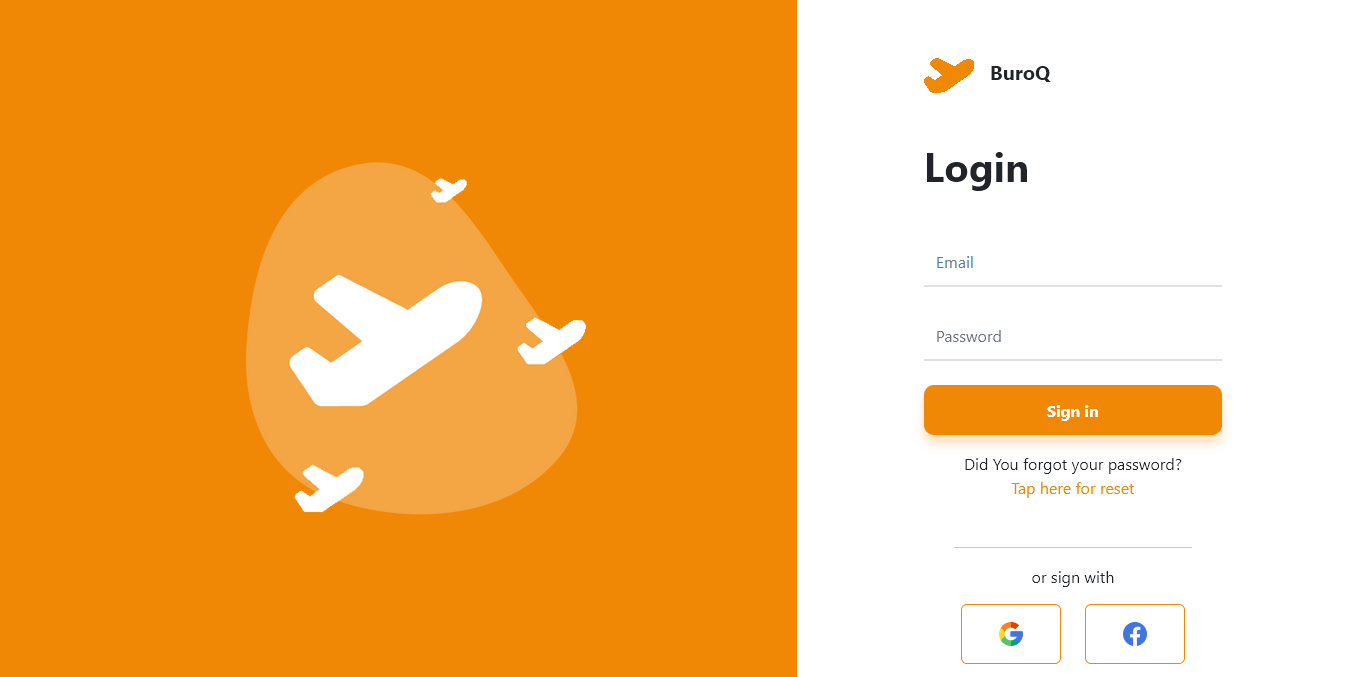 BuroQ
Login
Email
Password
Sign in
Did You forgot your password?
Tap here for reset
or sign with